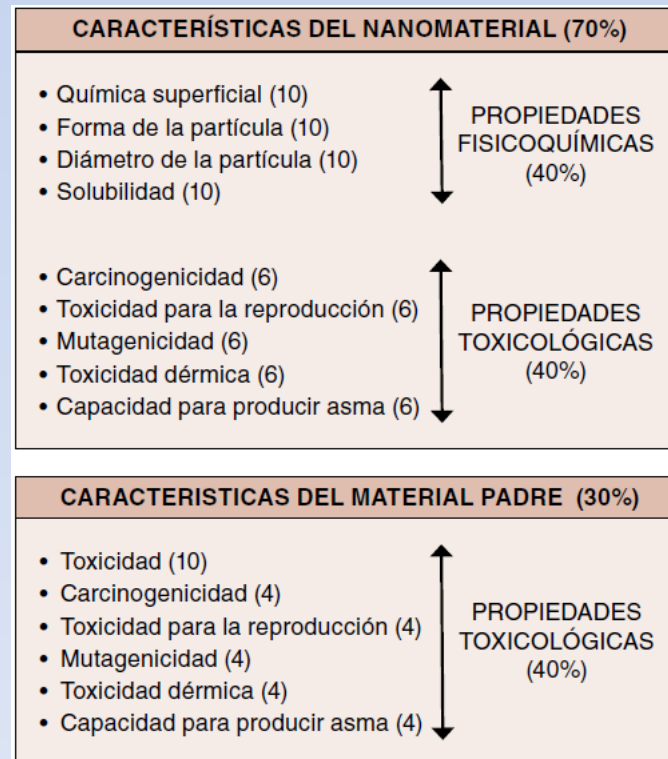 CARACTERÍSTICAS DEL NANOMATERIAL (70%)
• Química superficial (10)
• Forma de la partícula (10)
• Diámetro de la partícula (10)
• Solubilidad (10)
PROPIEDADES
FISICOQUÍMICAS
(40%)
• Carcinogenicidad (6)
• Toxicidad para la reproducción (6)
• Mutagenicidad (6)
• Toxicidad dérmica (6)
• Capacidad para producir asma (6)
PROPIEDADES
TOXICOLÓGICAS
(40%)
CARACTERISTICAS DEL MATERIAL PADRE (30%)
• Toxicidad (10)
• Carcinogenicidad (4)
• Toxicidad para la reproducción (4)
• Mutagenicidad (4)
• Toxicidad dérmica (4)
• Capacidad para producir asma (4)
PROPIEDADES
TOXICOLÓGICAS
(40%)